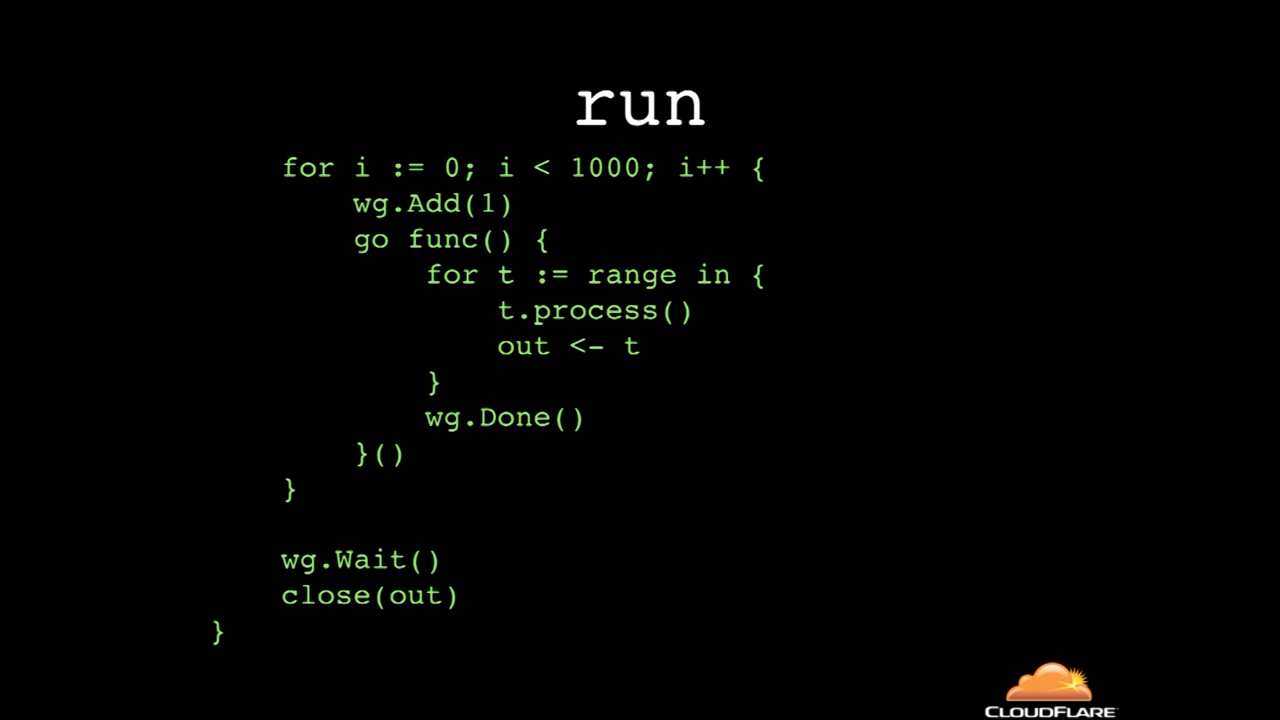 run
for i := 0; i < 1000; i++ {
wg.Add(1)
go func() {
for t := range in {
t.process()
out <- t
}
wg.Done()
}()
}
wg.Wait()
close(out)
}
CLOUDFLARE